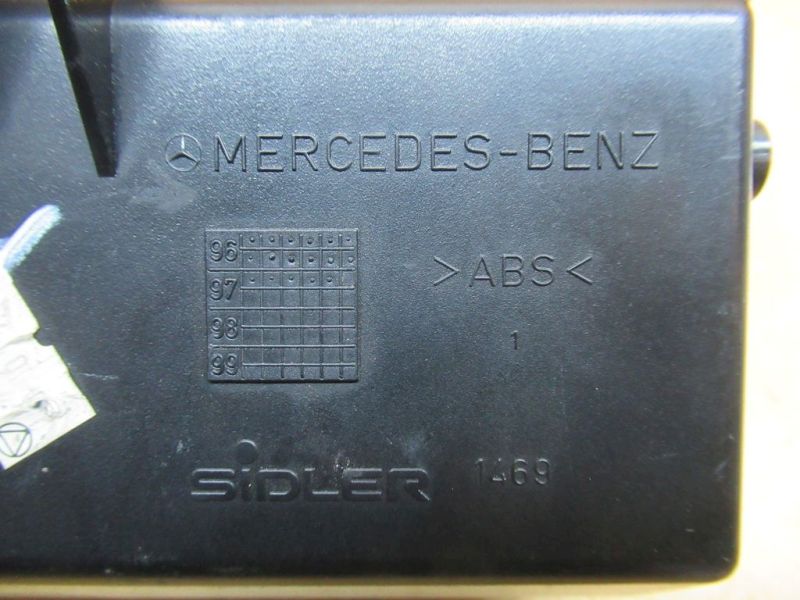 MERCEDES-BENZ
96
97
98
99
>ABS<
1
SiDLER 1469